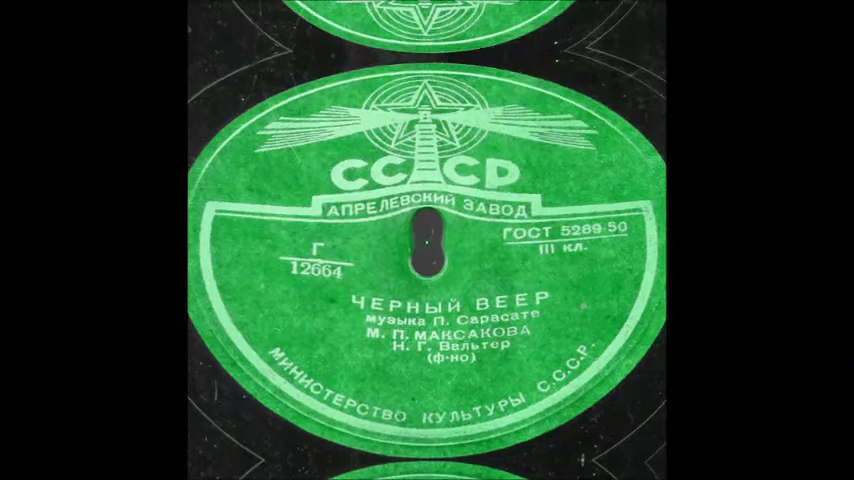 СССР
АПРЕЛЕВСКИЙ ЗАВОД
ГОСТ 5289-50
III кл.
Г
12664
ЧЕРНЫЙ ВЕЕР
музыка П. Сарасате
М. П. МАКСАКОВА
Н. Г. Вальтер
(ф-но)
МИНИСТЕРСТВО КУЛЬТУРЫ С.С.С.Р.